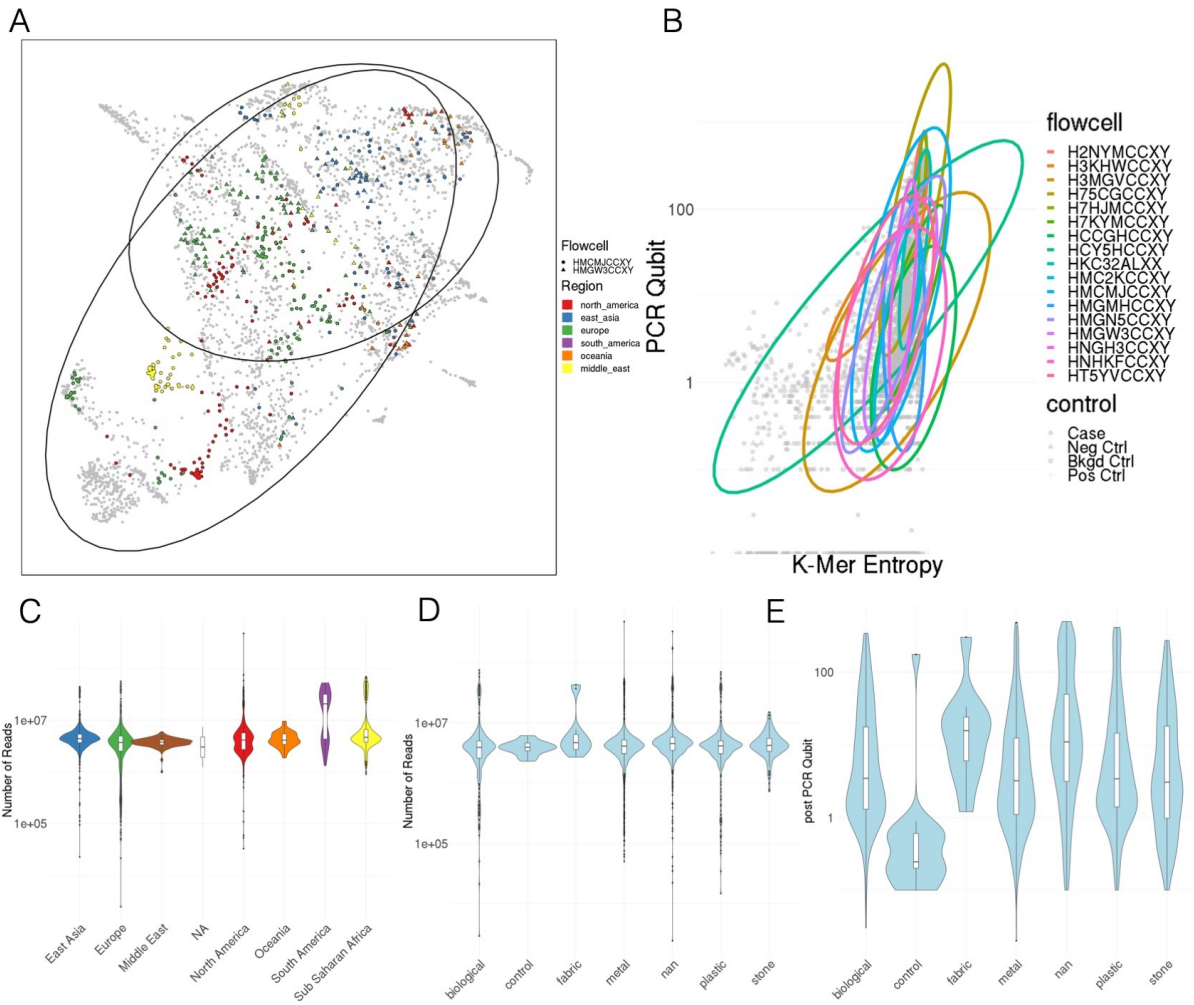 A
Flowcell
HMCMJCCXY
HMGW3CCXY
Region
north_america
east_asia
europe
south_america
oceania
middle_east
B
PCR Qubit
100
1
K-Mer Entropy
flowcell
H2NYMCCXY
H3KHWCCXY
H3MGVCCXY
H75CGCCXY
H7HJMCCXY
H7KYMCCXY
HCCGHCCXY
HCY5HCCXY
HKC32ALXX
HMC2KCCXY
HMCMJCCXY
HMGMHCCXY
HMGN5CCXY
HMGW3CCXY
HNGH3CCXY
HNHKFCCXY
HT5YVCCXY
control
Case
Neg Ctrl
Bkgd Ctrl
Pos Ctrl
C
Number of Reads
1e+07
1e+05
East Asia
Europe
Middle East
NA
North America
Oceania
South America
Sub Saharan Africa
D
Number of Reads
1e+07
1e+05
biological
control
fabric
metal
nan
plastic
stone
E
post PCR Qubit
100
1
biological
control
fabric
metal
nan
plastic
stone